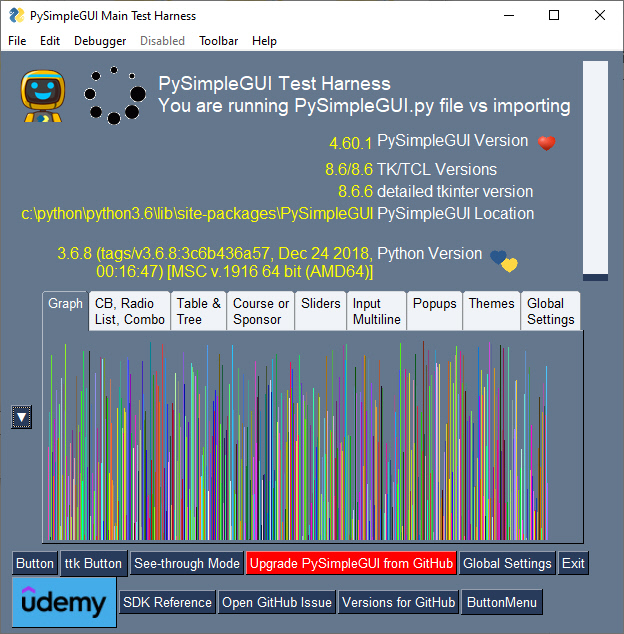 PySimpleGUI Main Test Harness
File Edit Debugger Disabled Toolbar Help
PySimpleGUI Test Harness
You are running PySimpleGUI.py file vs importing
4.60.1 PySimpleGUI Version
8.6/8.6 TK/TCL Versions
8.6.6 detailed tkinter version
c:\python\python3.6\lib\site-packages\PySimpleGUI PySimpleGUI Location
3.6.8 (tags/v3.6.8:3c6b436a57, Dec 24 2018, Python Version
00:16:47) [MSC v.1916 64 bit (AMD64)]
Graph CB, Radio Table & Course or Sliders Input Popups Themes Global
List, Combo Tree Sponsor Multiline Settings
Button ttk Button See-through Mode Upgrade PySimpleGUI from GitHub Global Settings Exit
ûdemy SDK Reference Open GitHub Issue Versions for GitHub ButtonMenu